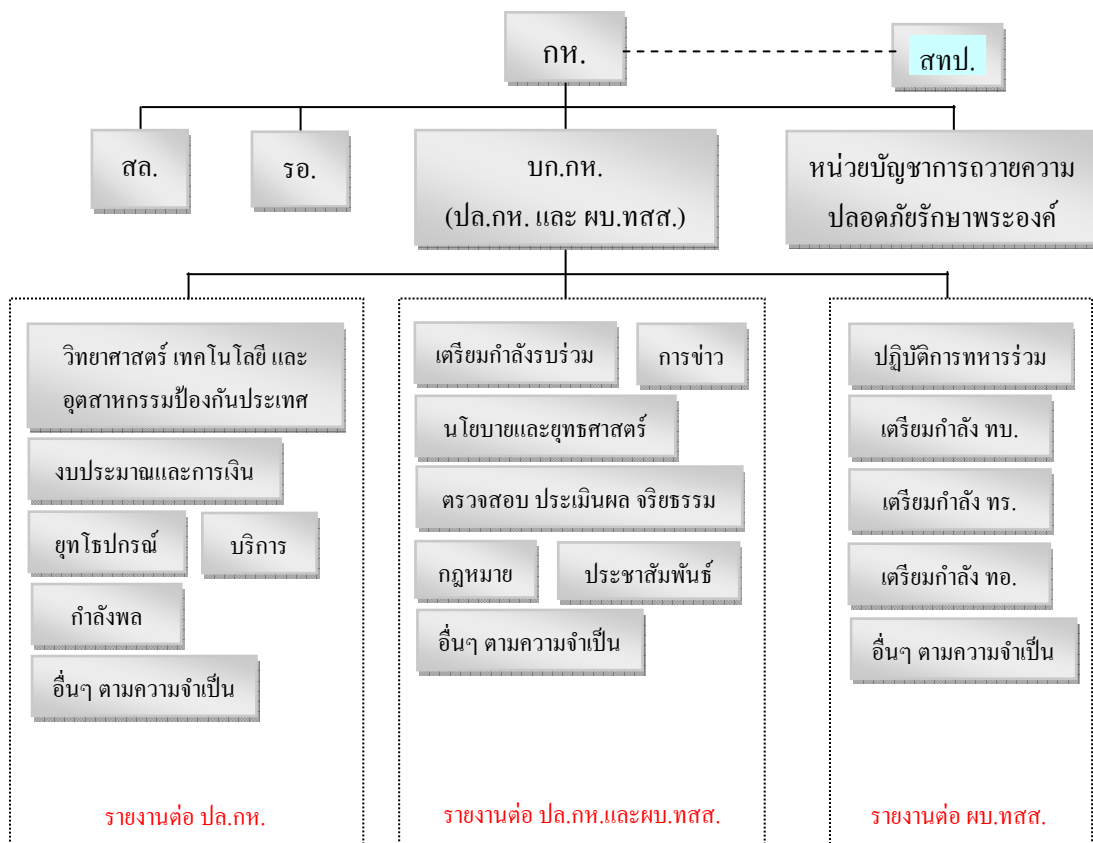 กห.
สทป.
สล.
รอ.
บก.กห.
(ปล.กห. และ ผบ.ทสส.)
หน่วยบัญชาการถวายความ
ปลอดภัยรักษาพระองค์
วิทยาศาสตร์ เทคโนโลยี และ
อุตสาหกรรมป้องกันประเทศ
งบประมาณและการเงิน
ยุทโธปกรณ์
บริการ
กำลังพล
อื่นๆ ตามความจำเป็น
รายงานต่อ ปล.กห.
เตรียมกำลังรบร่วม
การข่าว
นโยบายและยุทธศาสตร์
ตรวจสอบ ประเมินผล จริยธรรม
กฎหมาย
ประชาสัมพันธ์
อื่นๆ ตามความจำเป็น
รายงานต่อ ปล.กห.และผบ.ทสส.
ปฏิบัติการทหารร่วม
เตรียมกำลัง ทบ.
เตรียมกำลัง ทร.
เตรียมกำลัง ทอ.
อื่นๆ ตามความจำเป็น
รายงานต่อ ผบ.ทสส.